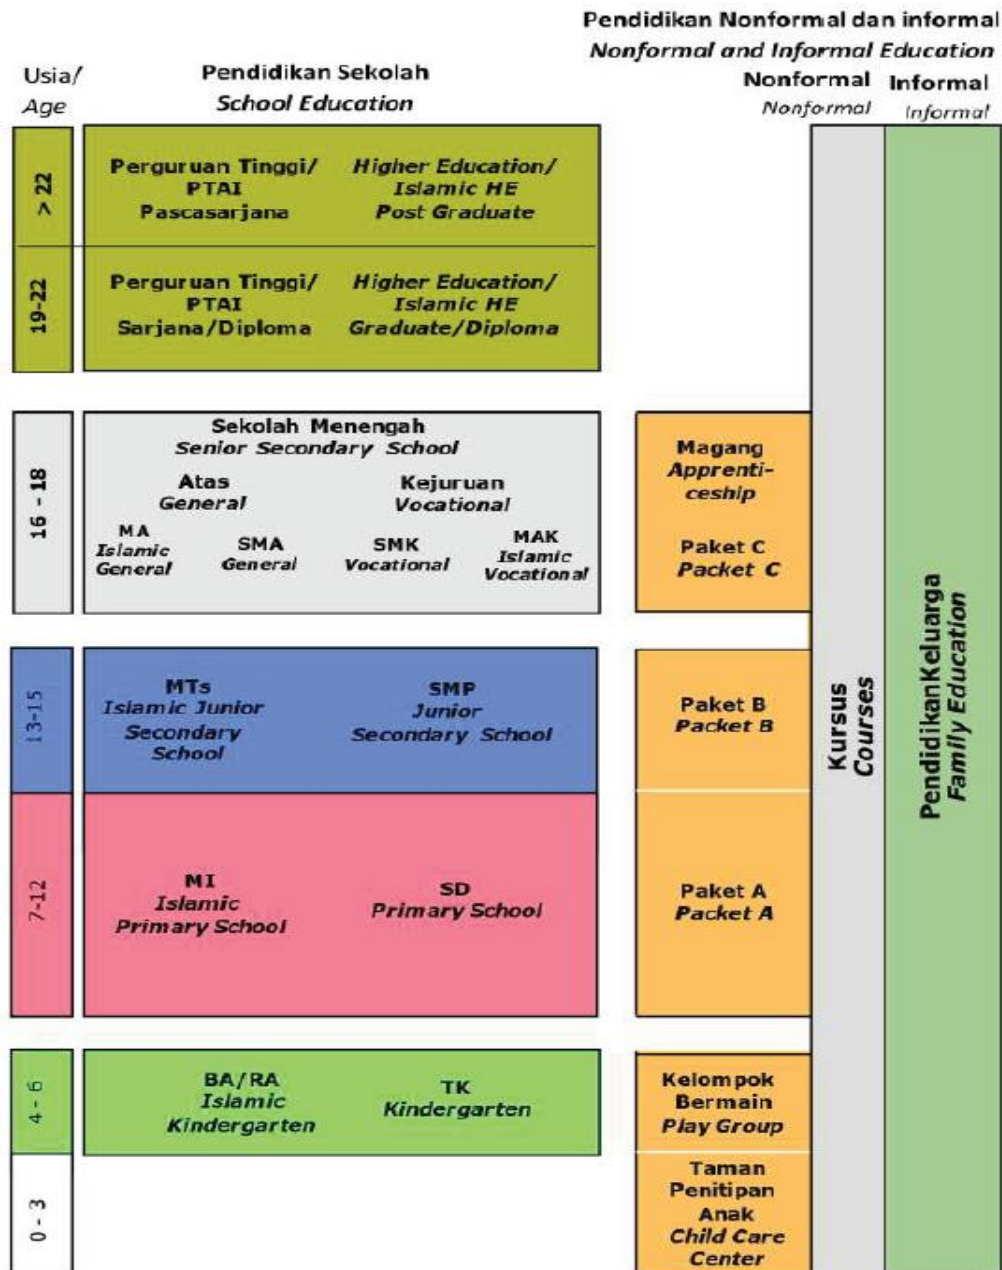 Pendidikan Nonformal dan informal
Nonformal and Informal Education
Usia/
Age
Pendidikan Sekolah
School Education
Nonformal
Nonformal
Informal
Informal
> 22
Perguruan Tinggi/
PTAI
Pascasarjana
Higher Education/
Islamic HE
Post Graduate
19-22
Perguruan Tinggi/
PTAI
Sarjana/Diploma
Higher Education/
Islamic HE
Graduate/Diploma
16 - 18
Sekolah Menengah
Senior Secondary School
Atas
General
Kejuruan
Vocational
MA
Islamic
General
SMA
General
SMK
Vocational
MAK
Islamic
Vocational
Magang
Apprenti-
ceship
Paket C
Packet C
13-15
MTs
Islamic Junior
Secondary
School
SMP
Junior
Secondary School
Paket B
Packet B
7-12
MI
Islamic
Primary School
SD
Primary School
Paket A
Packet A
4 - 6
BA/RA
Islamic
Kindergarten
TK
Kindergarten
Kelompok
Bermain
Play Group
0 - 3
Taman
Penitipan
Anak
Child Care
Center
Kursus
Courses
PendidikanKeluarga
Family Education